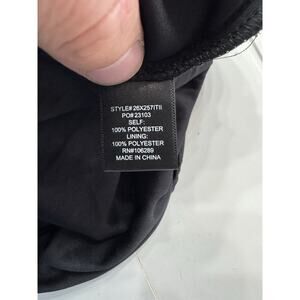 STYLE# 26X257ITII
PO# 23103
SELF:
100% POLYESTER
LINING:
100% POLYESTER
RN#106289
MADE IN CHINA